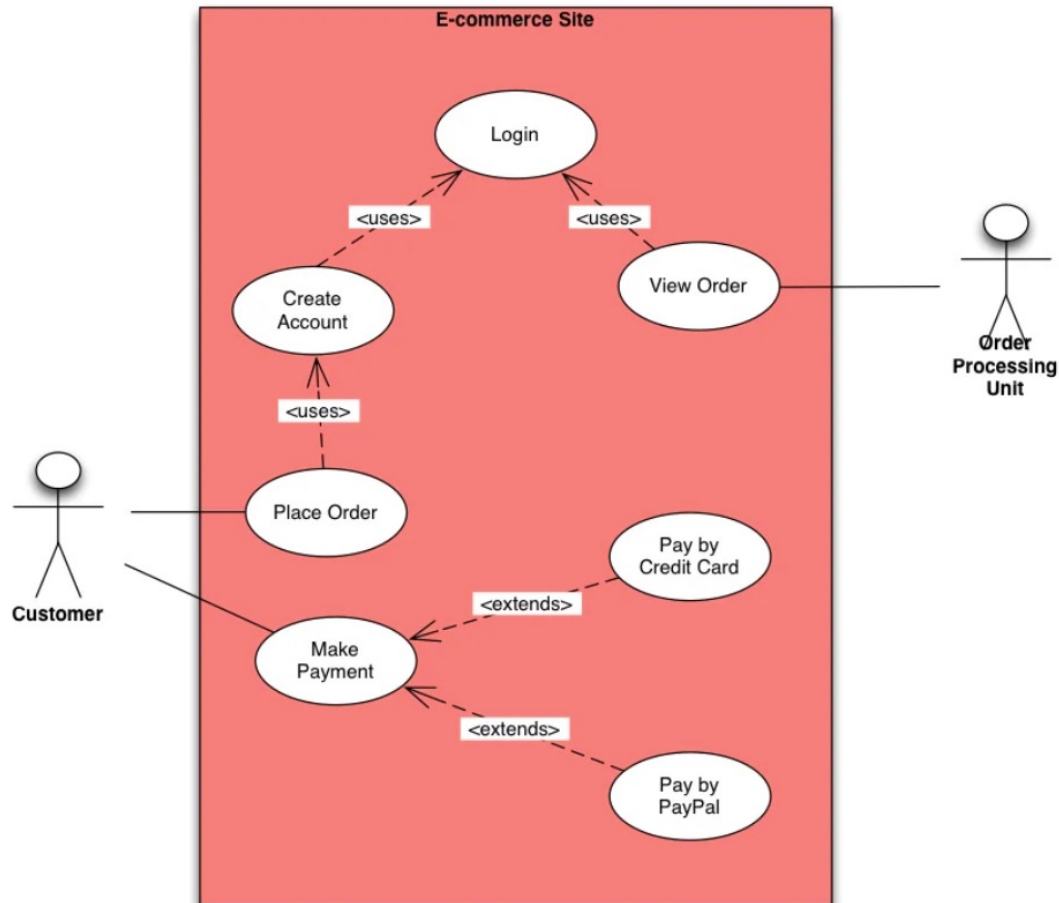 E-commerce Site
Login
<uses>
<uses>
Create
Account
View Order
Order
Processing
Unit
<uses>
Place Order
Customer
Pay by
Credit Card
<extends>
Make
Payment
<extends>
Pay by
PayPal